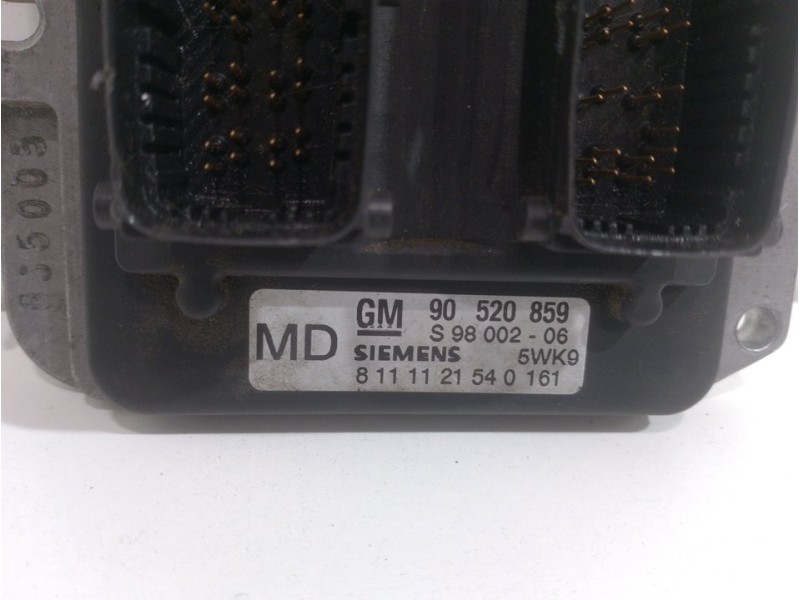 GM 90 520 859
MD
S 98 002 - 06
SIEMENS 5WK9
8 11 11 21 54 0 161